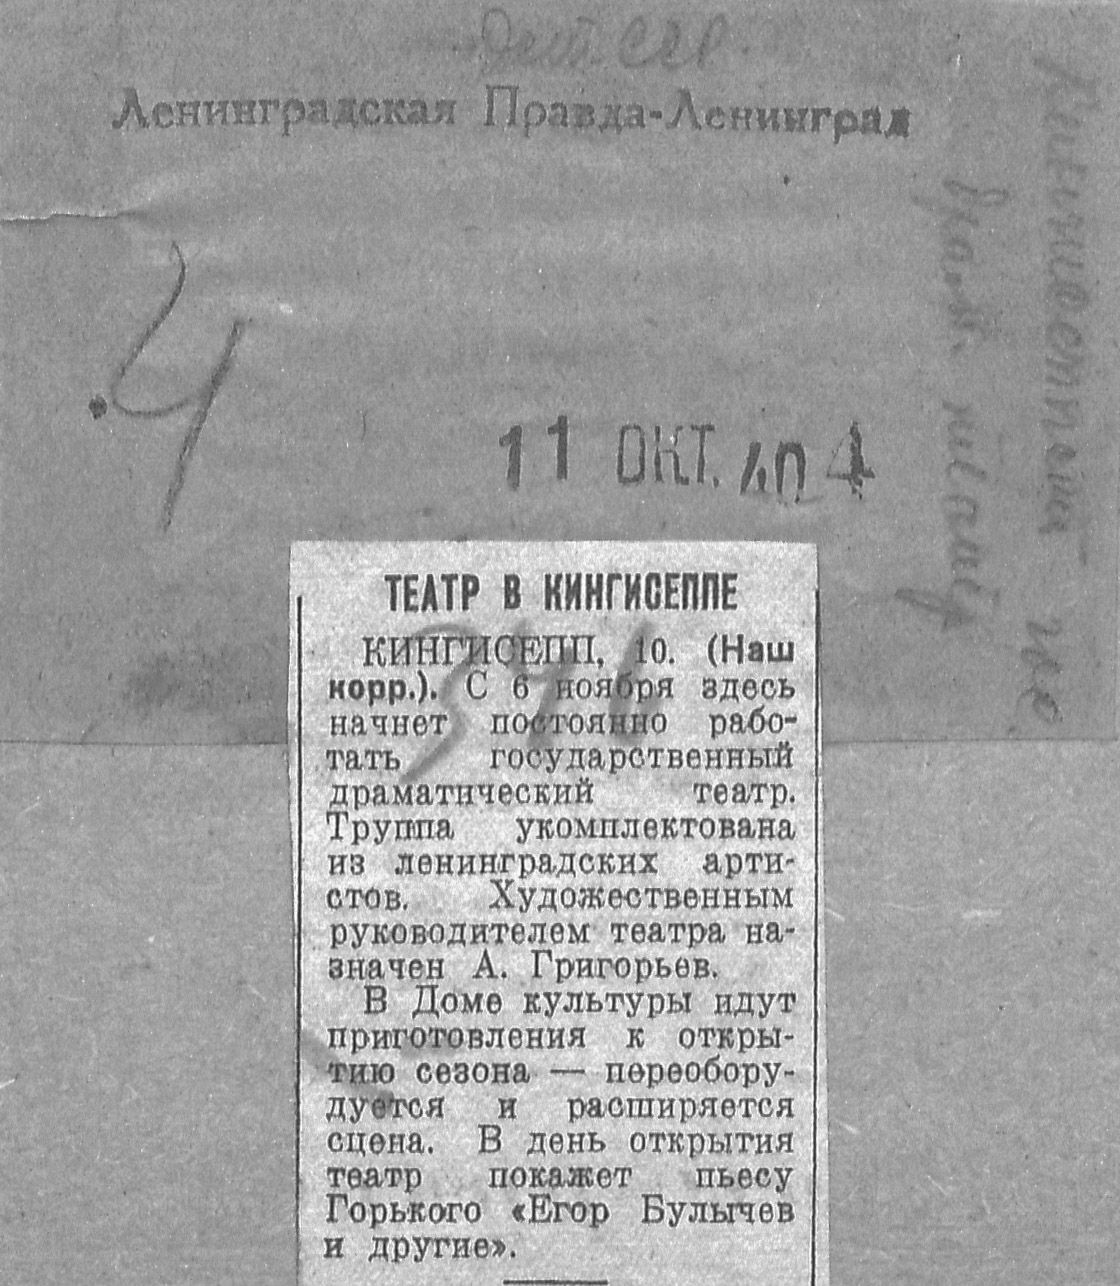 Ленинградская Правда-Ленинград
4
11 ОКТ. 40 4
ТЕАТР В КИНГИСЕППЕ
КИНГИСЕПП, 10. (Наш
корр.). С 6 ноября здесь
начнет постоянно рабо-
тать государственный
драматический театр.
Труппа укомплектована
из ленинградских арти-
стов. Художественным
руководителем театра на-
значен А. Григорьев.
В Доме культуры идут
приготовления к откры-
тию сезона — переобору-
дуется и расширяется
сцена. В день открытия
театр покажет пьесу
Горького «Егор Булычев
и другие».